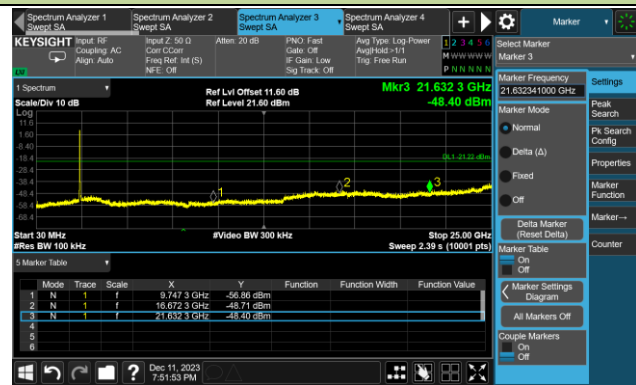 Spectrum Analyzer 1
Swept SA
Spectrum Analyzer 2
Swept SA
Spectrum Analyzer 3
Swept SA
Spectrum Analyzer 4
Swept SA
Marker
KEYSIGHT
Input: RF
Coupling: AC
Align: Auto
Input Z: 50 Ω
Corr CCorr
Freq Ref: Int (S)
NFE: Off
Atten: 20 dB
PNO: Fast
Gate: Off
IF Gain: Low
Sig Track: Off
Avg Type: Log-Power
Avg|Hold:>1/1
Trig: Free Run
1 2 3 4 5 6
M W W W W W
P N N N N N
Select Marker
Marker 3
1 Spectrum
Ref Lvl Offset 11.60 dB
Mkr3 21.632 3 GHz
Scale/Div 10 dB
Ref Level 21.60 dBm
-48.40 dBm
Log
11.6
1.60
-8.40
-18.4
-28.4
-38.4
-48.4
-58.4
-68.4
DL1 -21.22 dBm
1
2
3
Start 30 MHz
#Video BW 300 kHz
Stop 25.00 GHz
#Res BW 100 kHz
Sweep 2.39 s (10001 pts)
5 Marker Table
Mode Trace Scale X Y Function Function Width Function Value
1 N 1 f 9.747 3 GHz -56.86 dBm
2 N 1 f 16.672 3 GHz -48.71 dBm
3 N 1 f 21.632 3 GHz -48.40 dBm
4
5
6
Marker Frequency
21.632341000 GHz
Marker Mode
Normal
Delta (Δ)
Fixed
Off
Delta Marker
(Reset Delta)
Marker Table
On
Off
Marker Settings
Diagram
All Markers Off
Couple Markers
On
Off
Settings
Peak
Search
Pk Search
Config
Properties
Marker
Function
Marker→
Counter
Dec 11, 2023
7:51:53 PM